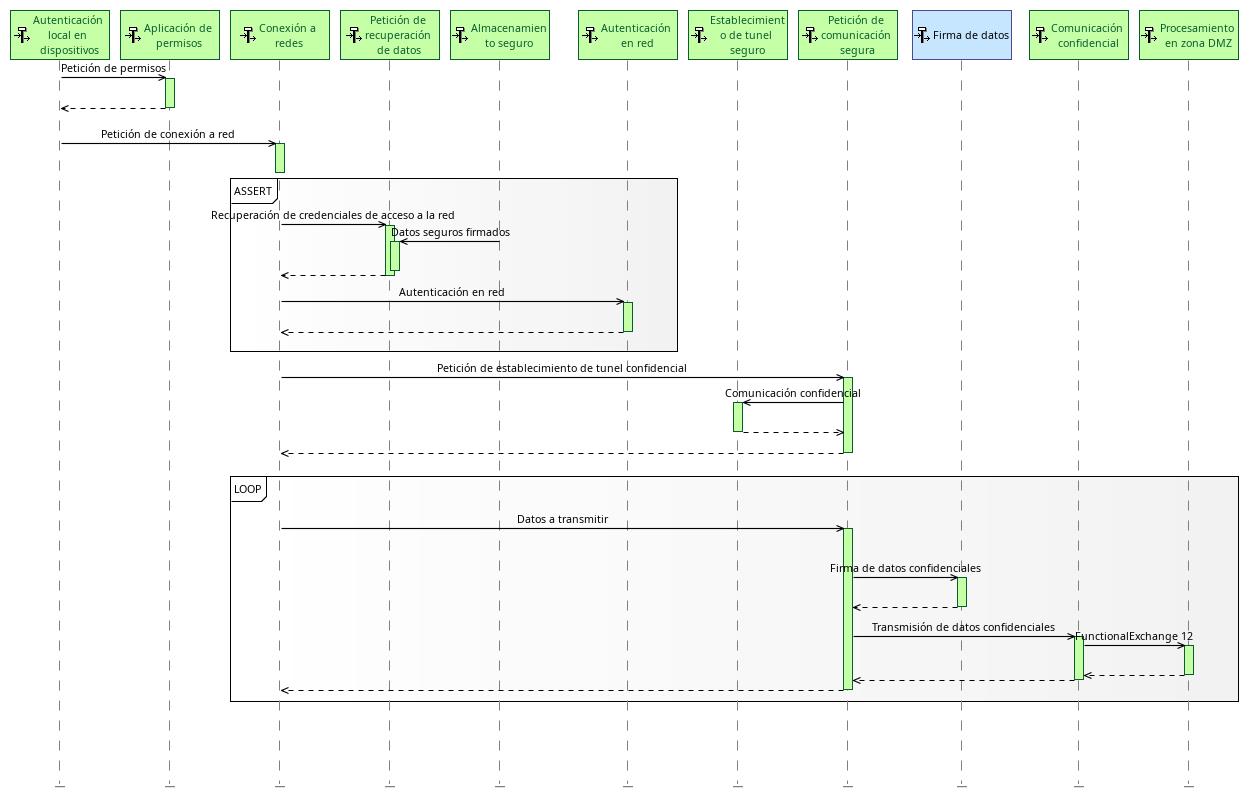 Autenticación
local en
dispositivos
Aplicación de
permisos
Conexión a
redes
Petición de
recuperación
de datos
Almacenamien
to seguro
Autenticación
en red
Establecimient
o de tunel
seguro
Petición de
comunicación
segura
Firma de datos
Comunicación
confidencial
Procesamiento
en zona DMZ
Petición de permisos
Petición de conexión a red
ASSERT
Recuperación de credenciales de acceso a la red
Datos seguros firmados
Autenticación en red
Petición de establecimiento de tunel confidencial
Comunicación confidencial
LOOP
Datos a transmitir
Firma de datos confidenciales
Transmisión de datos confidenciales
FunctionalExchange 12